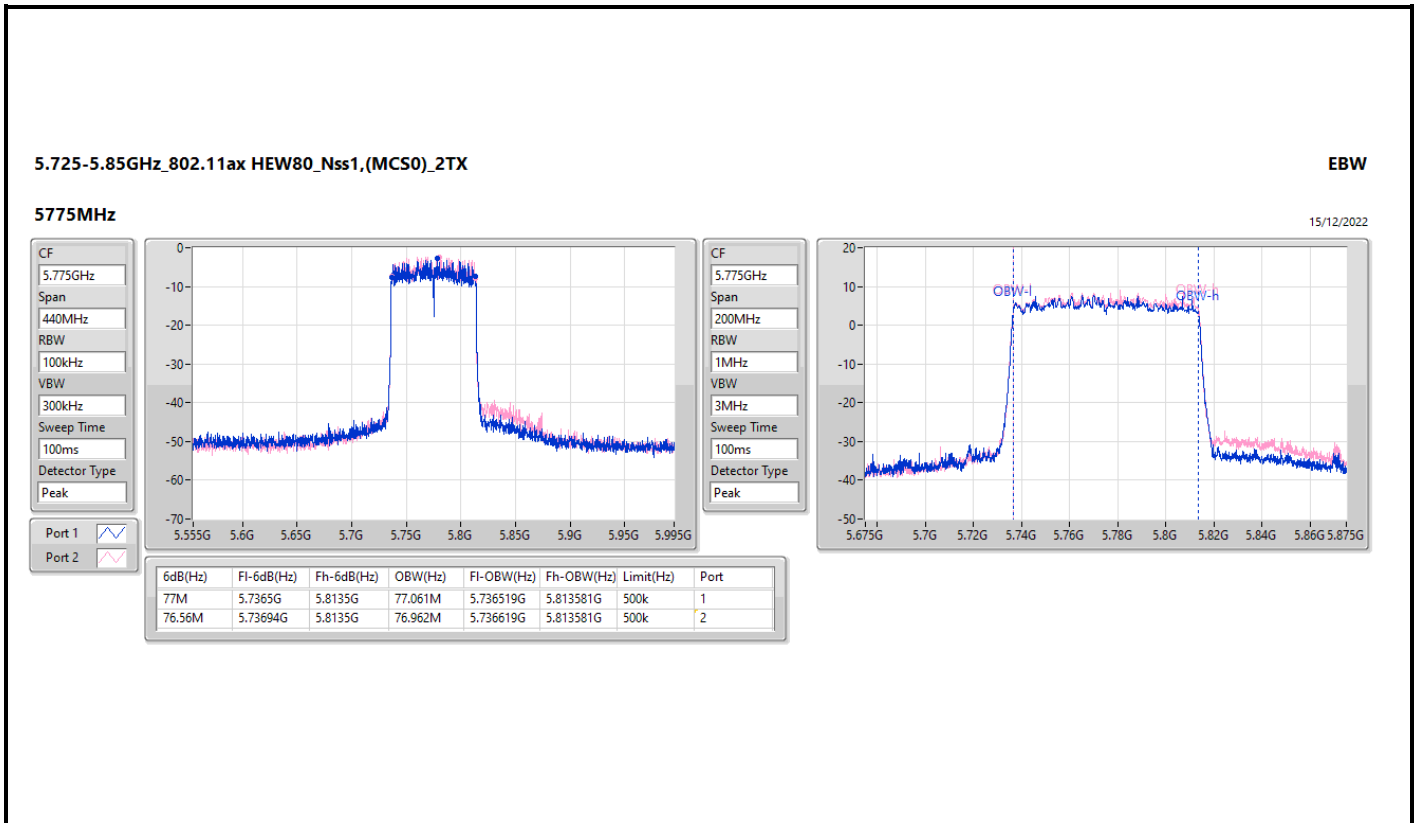 5.725-5.85GHz_802.11ax HEW80_Nss1,(MCS0)_2TX
EBW
5775MHz
15/12/2022
CF
5.775GHz
Span
440MHz
RBW
100kHz
VBW
300kHz
Sweep Time
100ms
Detector Type
Peak
Port 1
Port 2
0
-10
-20
-30
-40
-50
-60
-70
5.555G 5.6G 5.65G 5.7G 5.75G 5.8G 5.85G 5.9G 5.95G 5.995G
CF
5.775GHz
Span
200MHz
RBW
1MHz
VBW
3MHz
Sweep Time
100ms
Detector Type
Peak
20
10
0
-10
-20
-30
-40
-50
OBW-l
OBW-h
OBW-h
5.675G 5.7G 5.72G 5.74G 5.76G 5.78G 5.8G 5.82G 5.84G 5.86G 5.875G
6dB(Hz) Fl-6dB(Hz) Fh-6dB(Hz) OBW(Hz) Fl-OBW(Hz) Fh-OBW(Hz) Limit(Hz) Port
77M 5.7365G 5.8135G 77.061M 5.736519G 5.813581G 500k 1
76.56M 5.73694G 5.8135G 76.962M 5.736619G 5.813581G 500k 2